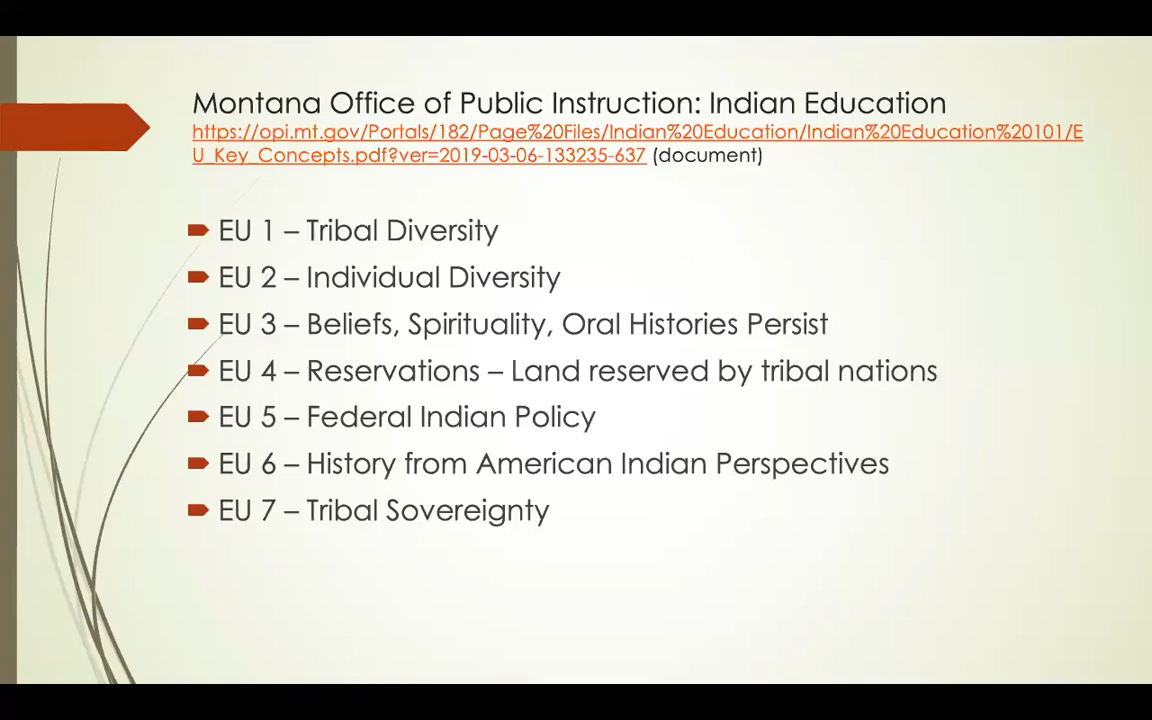 Montana Office of Public Instruction: Indian Education
https://opi.mt.gov/Portals/182/Page%20Files/Indian%20Education/Indian%20Education%20101/E
U_Key_Concepts.pdf?ver=2019-03-06-133235-637 (document)
EU 1 – Tribal Diversity
EU 2 – Individual Diversity
EU 3 – Beliefs, Spirituality, Oral Histories Persist
EU 4 – Reservations – Land reserved by tribal nations
EU 5 – Federal Indian Policy
EU 6 – History from American Indian Perspectives
EU 7 – Tribal Sovereignty